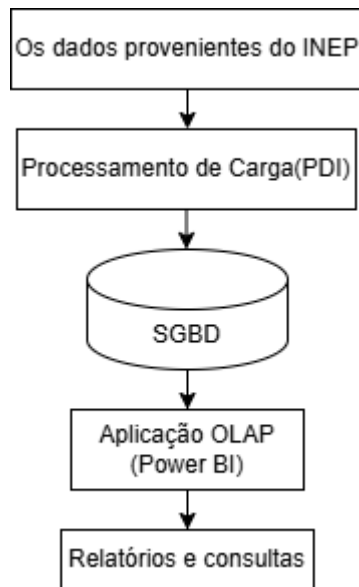 Os dados provenientes do INEP
Processamento de Carga(PDI)
SGBD
Aplicação OLAP
(Power BI)
Relatórios e consultas